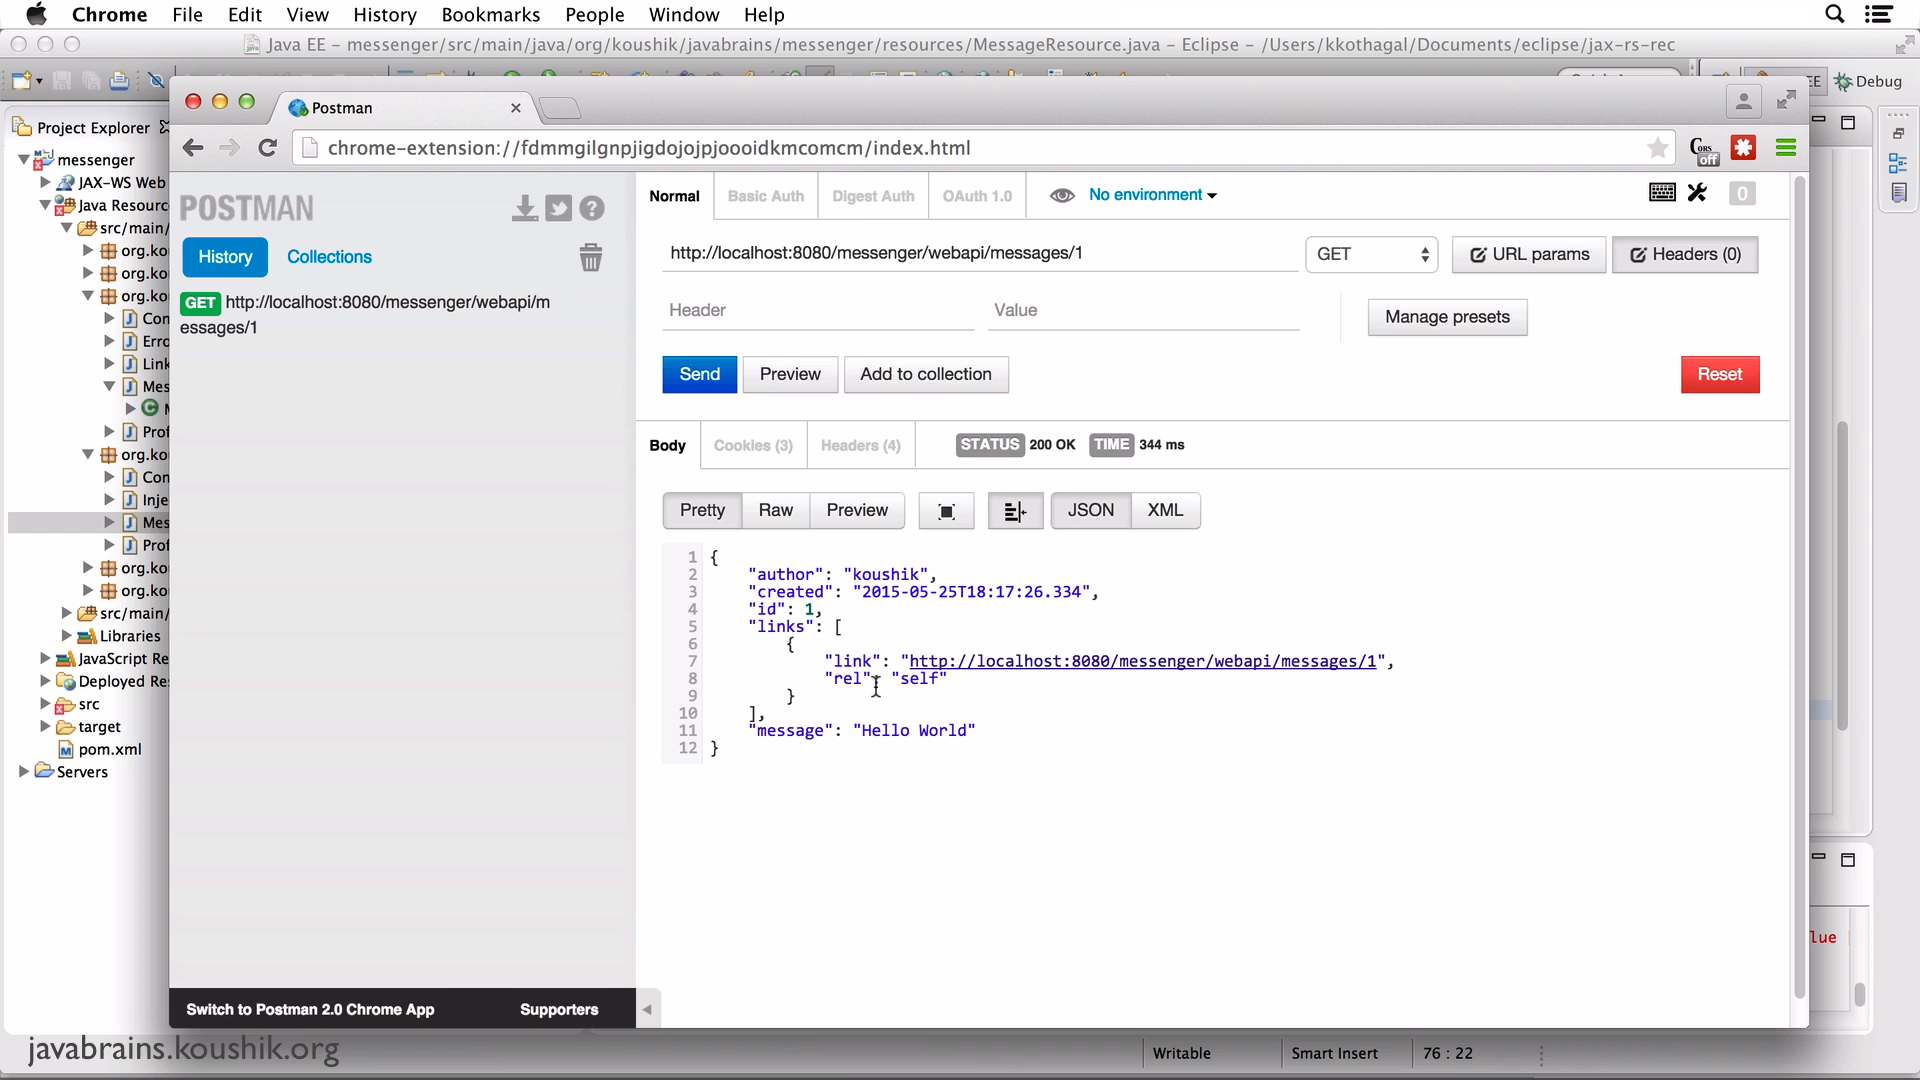 Chrome File Edit View History Bookmarks People Window Help
Java EE – messenger/src/main/java/org/koushik/javabrains/messenger/resources/MessageResource.java – Eclipse – /Users/kkothagal/Documents/eclipse/jax-rs-rec
EE Debug
Project Explorer
messenger
JAX-WS Web
Java Resourc
src/main/
org.ko
org.ko
org.ko
Con
Erro
Link
Mes
Prof
org.ko
Con
Inje
Mes
Prof
org.ko
org.ko
src/main/
Libraries
JavaScript Re
Deployed Res
src
target
pom.xml
Servers
Postman
chrome-extension://fdmmgilgnpjigdojojpjoooidkmcomcm/index.html
CORS off
POSTMAN
History Collections
GET http://localhost:8080/messenger/webapi/m
essages/1
Switch to Postman 2.0 Chrome App Supporters
Normal Basic Auth Digest Auth OAuth 1.0 No environment 0
http://localhost:8080/messenger/webapi/messages/1 GET URL params Headers (0)
Header Value Manage presets
Send Preview Add to collection Reset
Body Cookies (3) Headers (4) STATUS 200 OK TIME 344 ms
Pretty Raw Preview JSON XML
1 {
2 "author": "koushik",
3 "created": "2015-05-25T18:17:26.334",
4 "id": 1,
5 "links": [
6 {
7 "link": "http://localhost:8080/messenger/webapi/messages/1",
8 "rel": "self"
9 }
10 ],
11 "message": "Hello World"
12 }
lue
javabrains.koushik.org
Writable Smart Insert 76 : 22